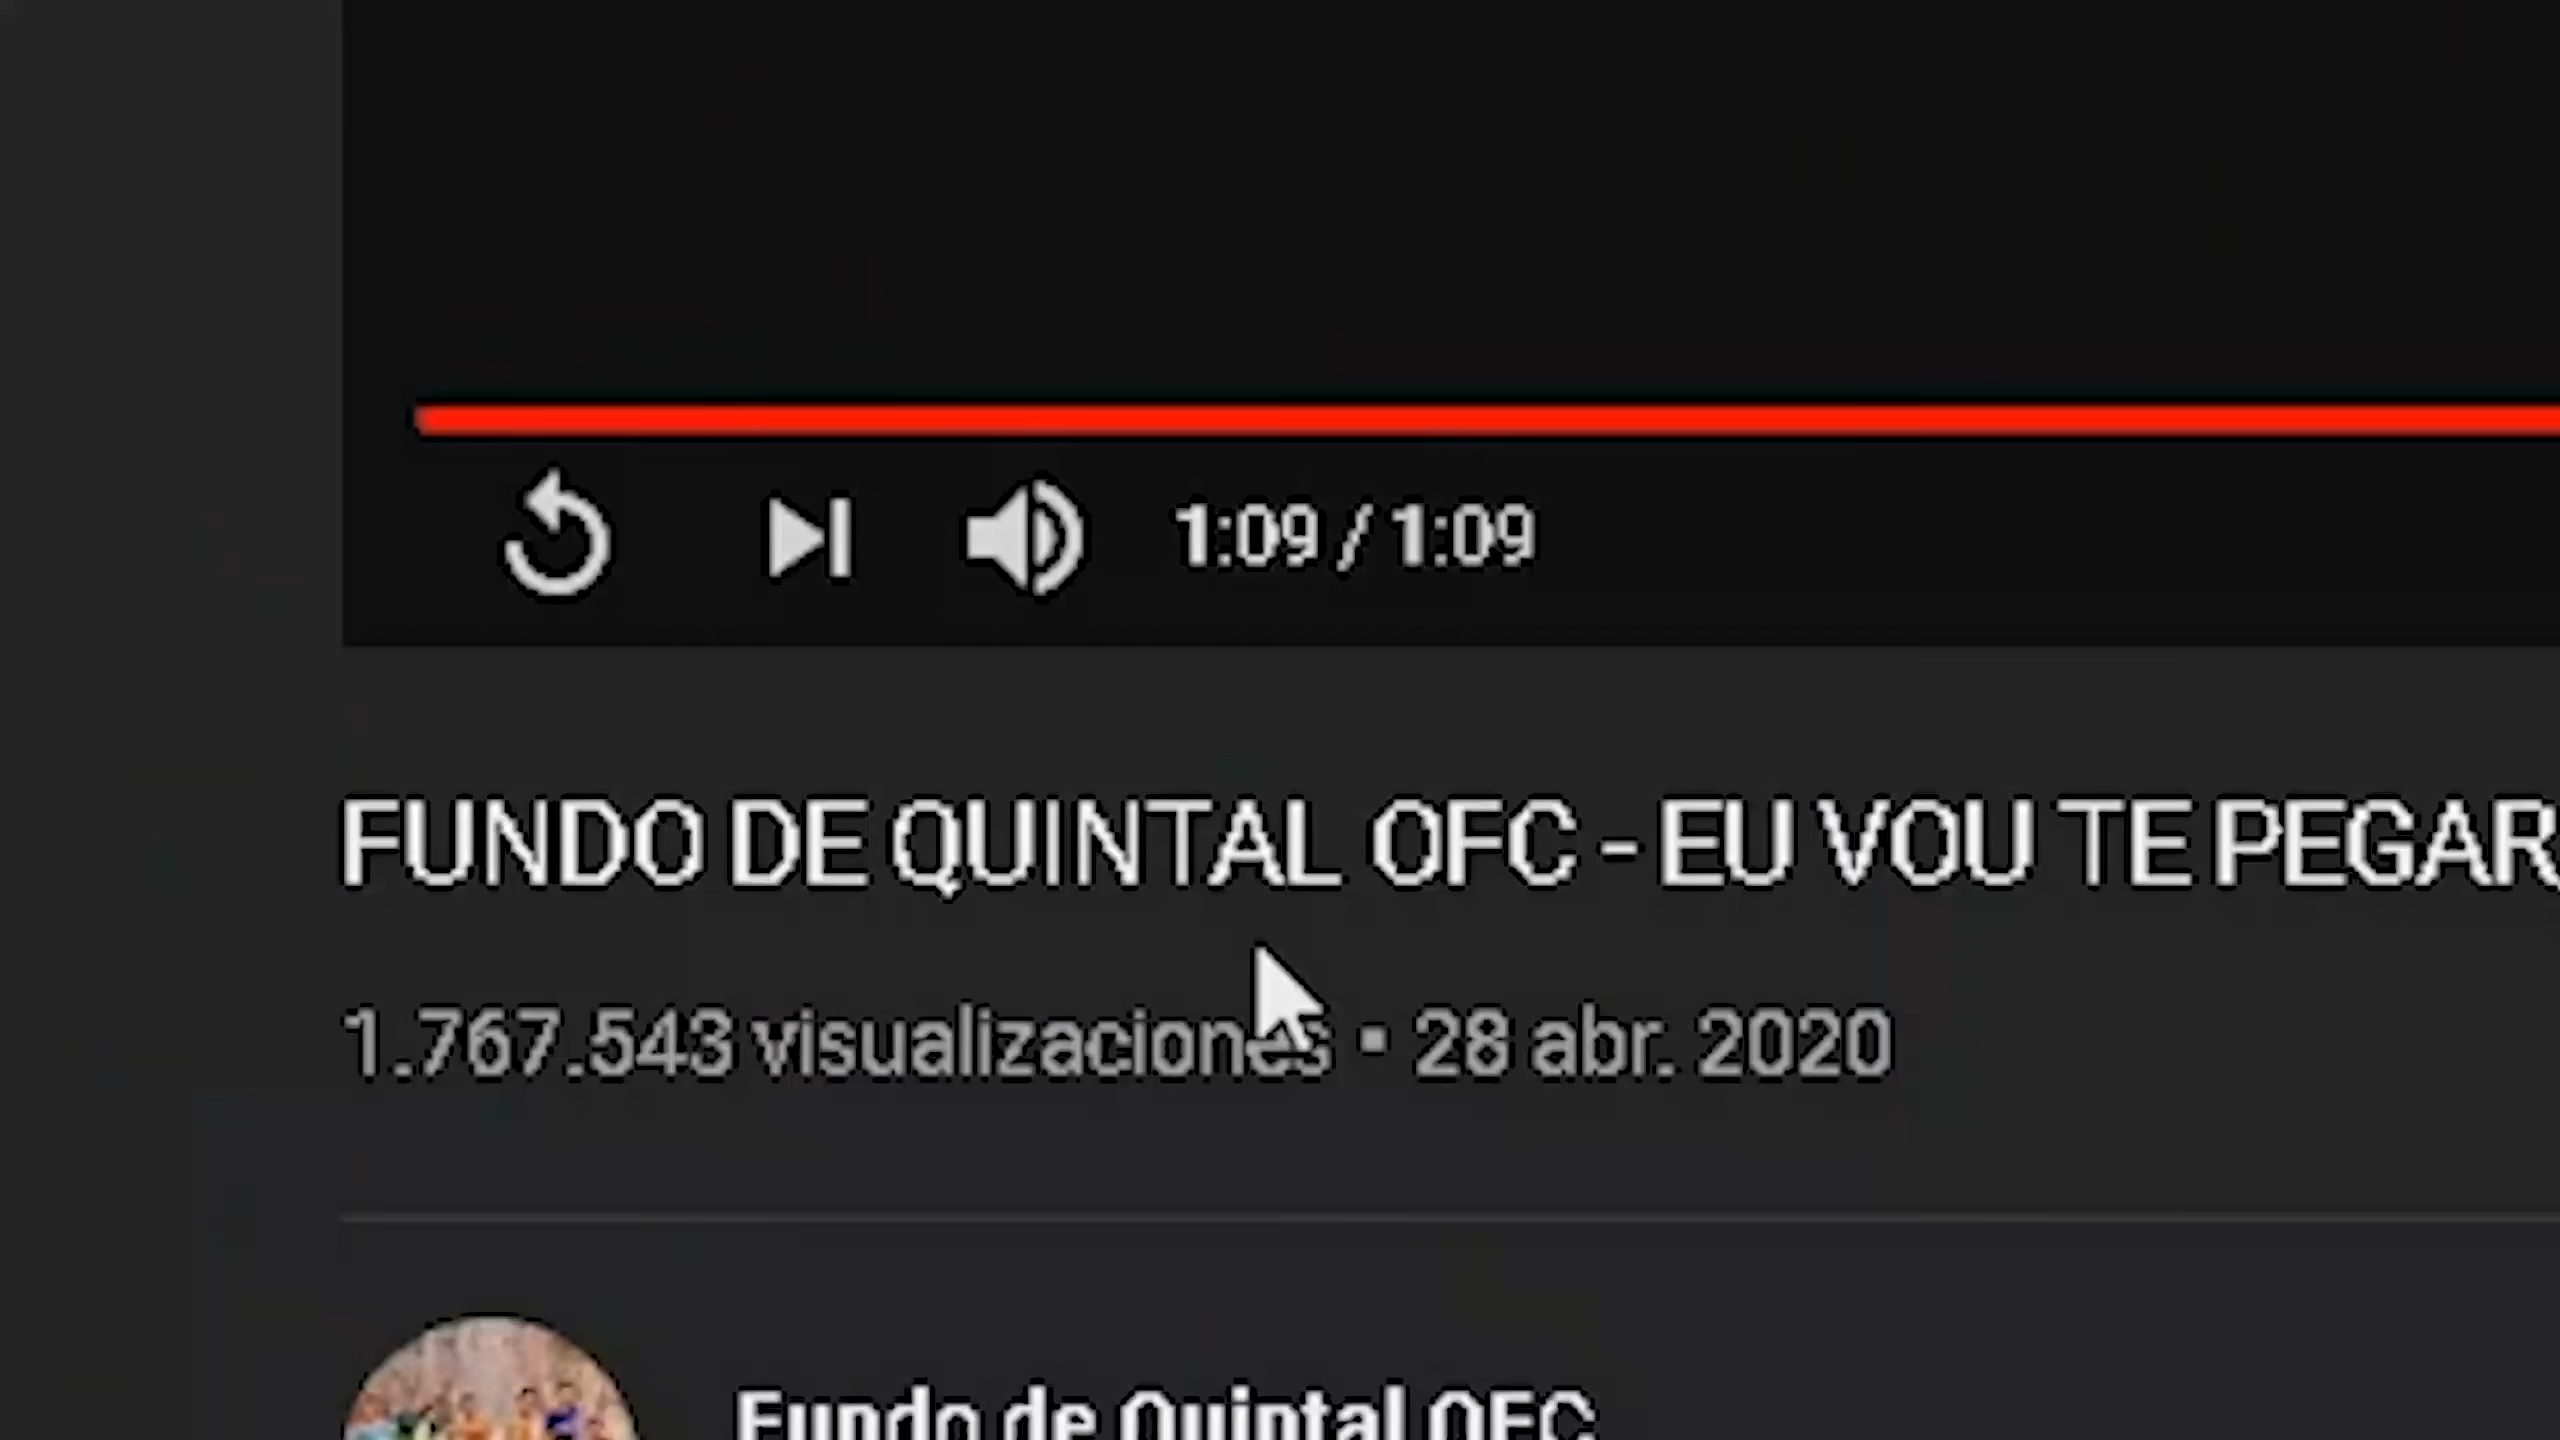 1:09 / 1:09
FUNDO DE QUINTAL OFC - EU VOU TE PEGAR
1.767.543 visualizaciones • 28 abr. 2020
Fundo de Quintal OFC